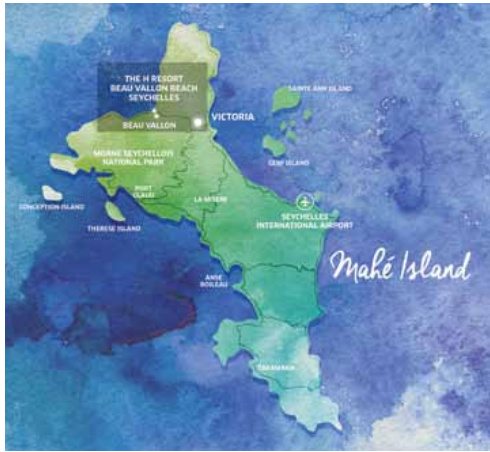 THE H RESORT
BEAU VALLON BEACH
SEYCHELLES
BEAU VALLON
VICTORIA
SAINTE ANN ISLAND
CERF ISLAND
MORNE SEYCHELLOIS
NATIONAL PARK
PORT
GLAUD
LA MISERE
CONCEPTION ISLAND
THERESE ISLAND
SEYCHELLES
INTERNATIONAL AIRPORT
Mahé Island
ANSE
BOILEAU